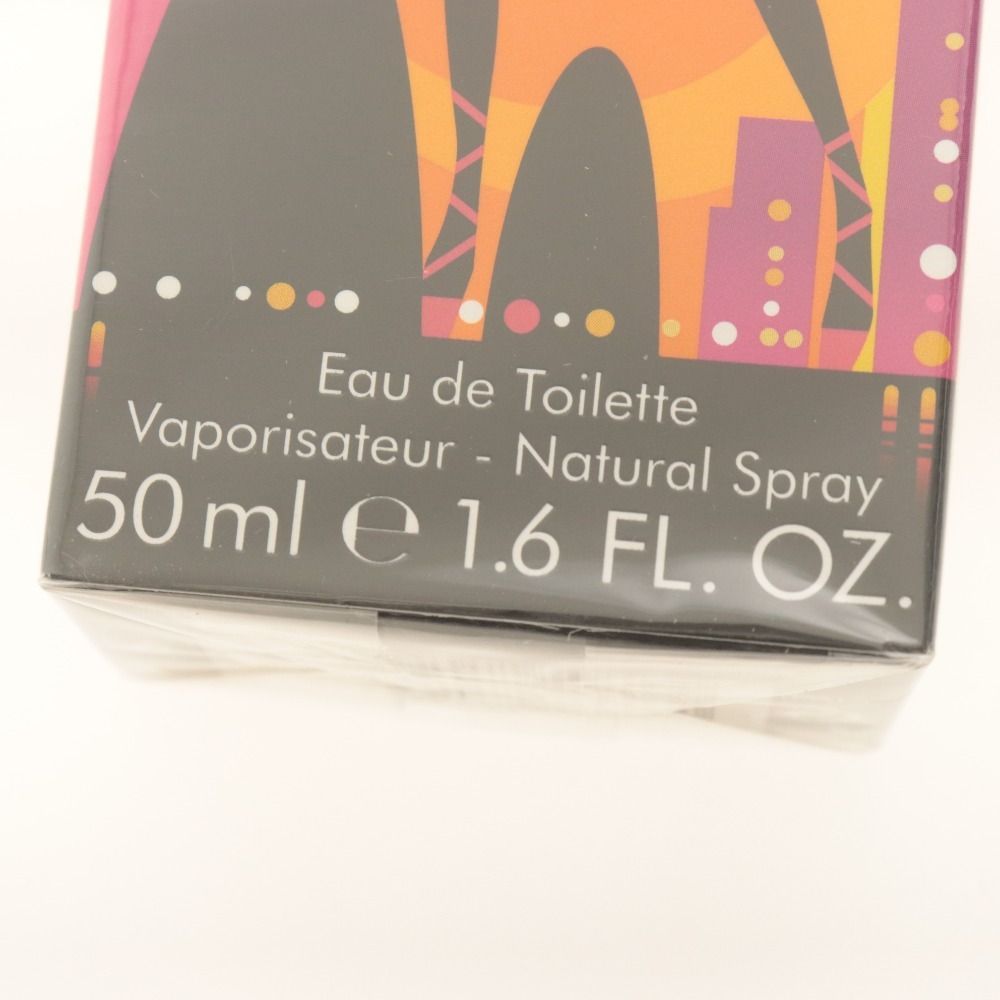 Eau de Toilette
Vaporisateur - Natural Spray
50 ml ℮ 1.6 FL. OZ.